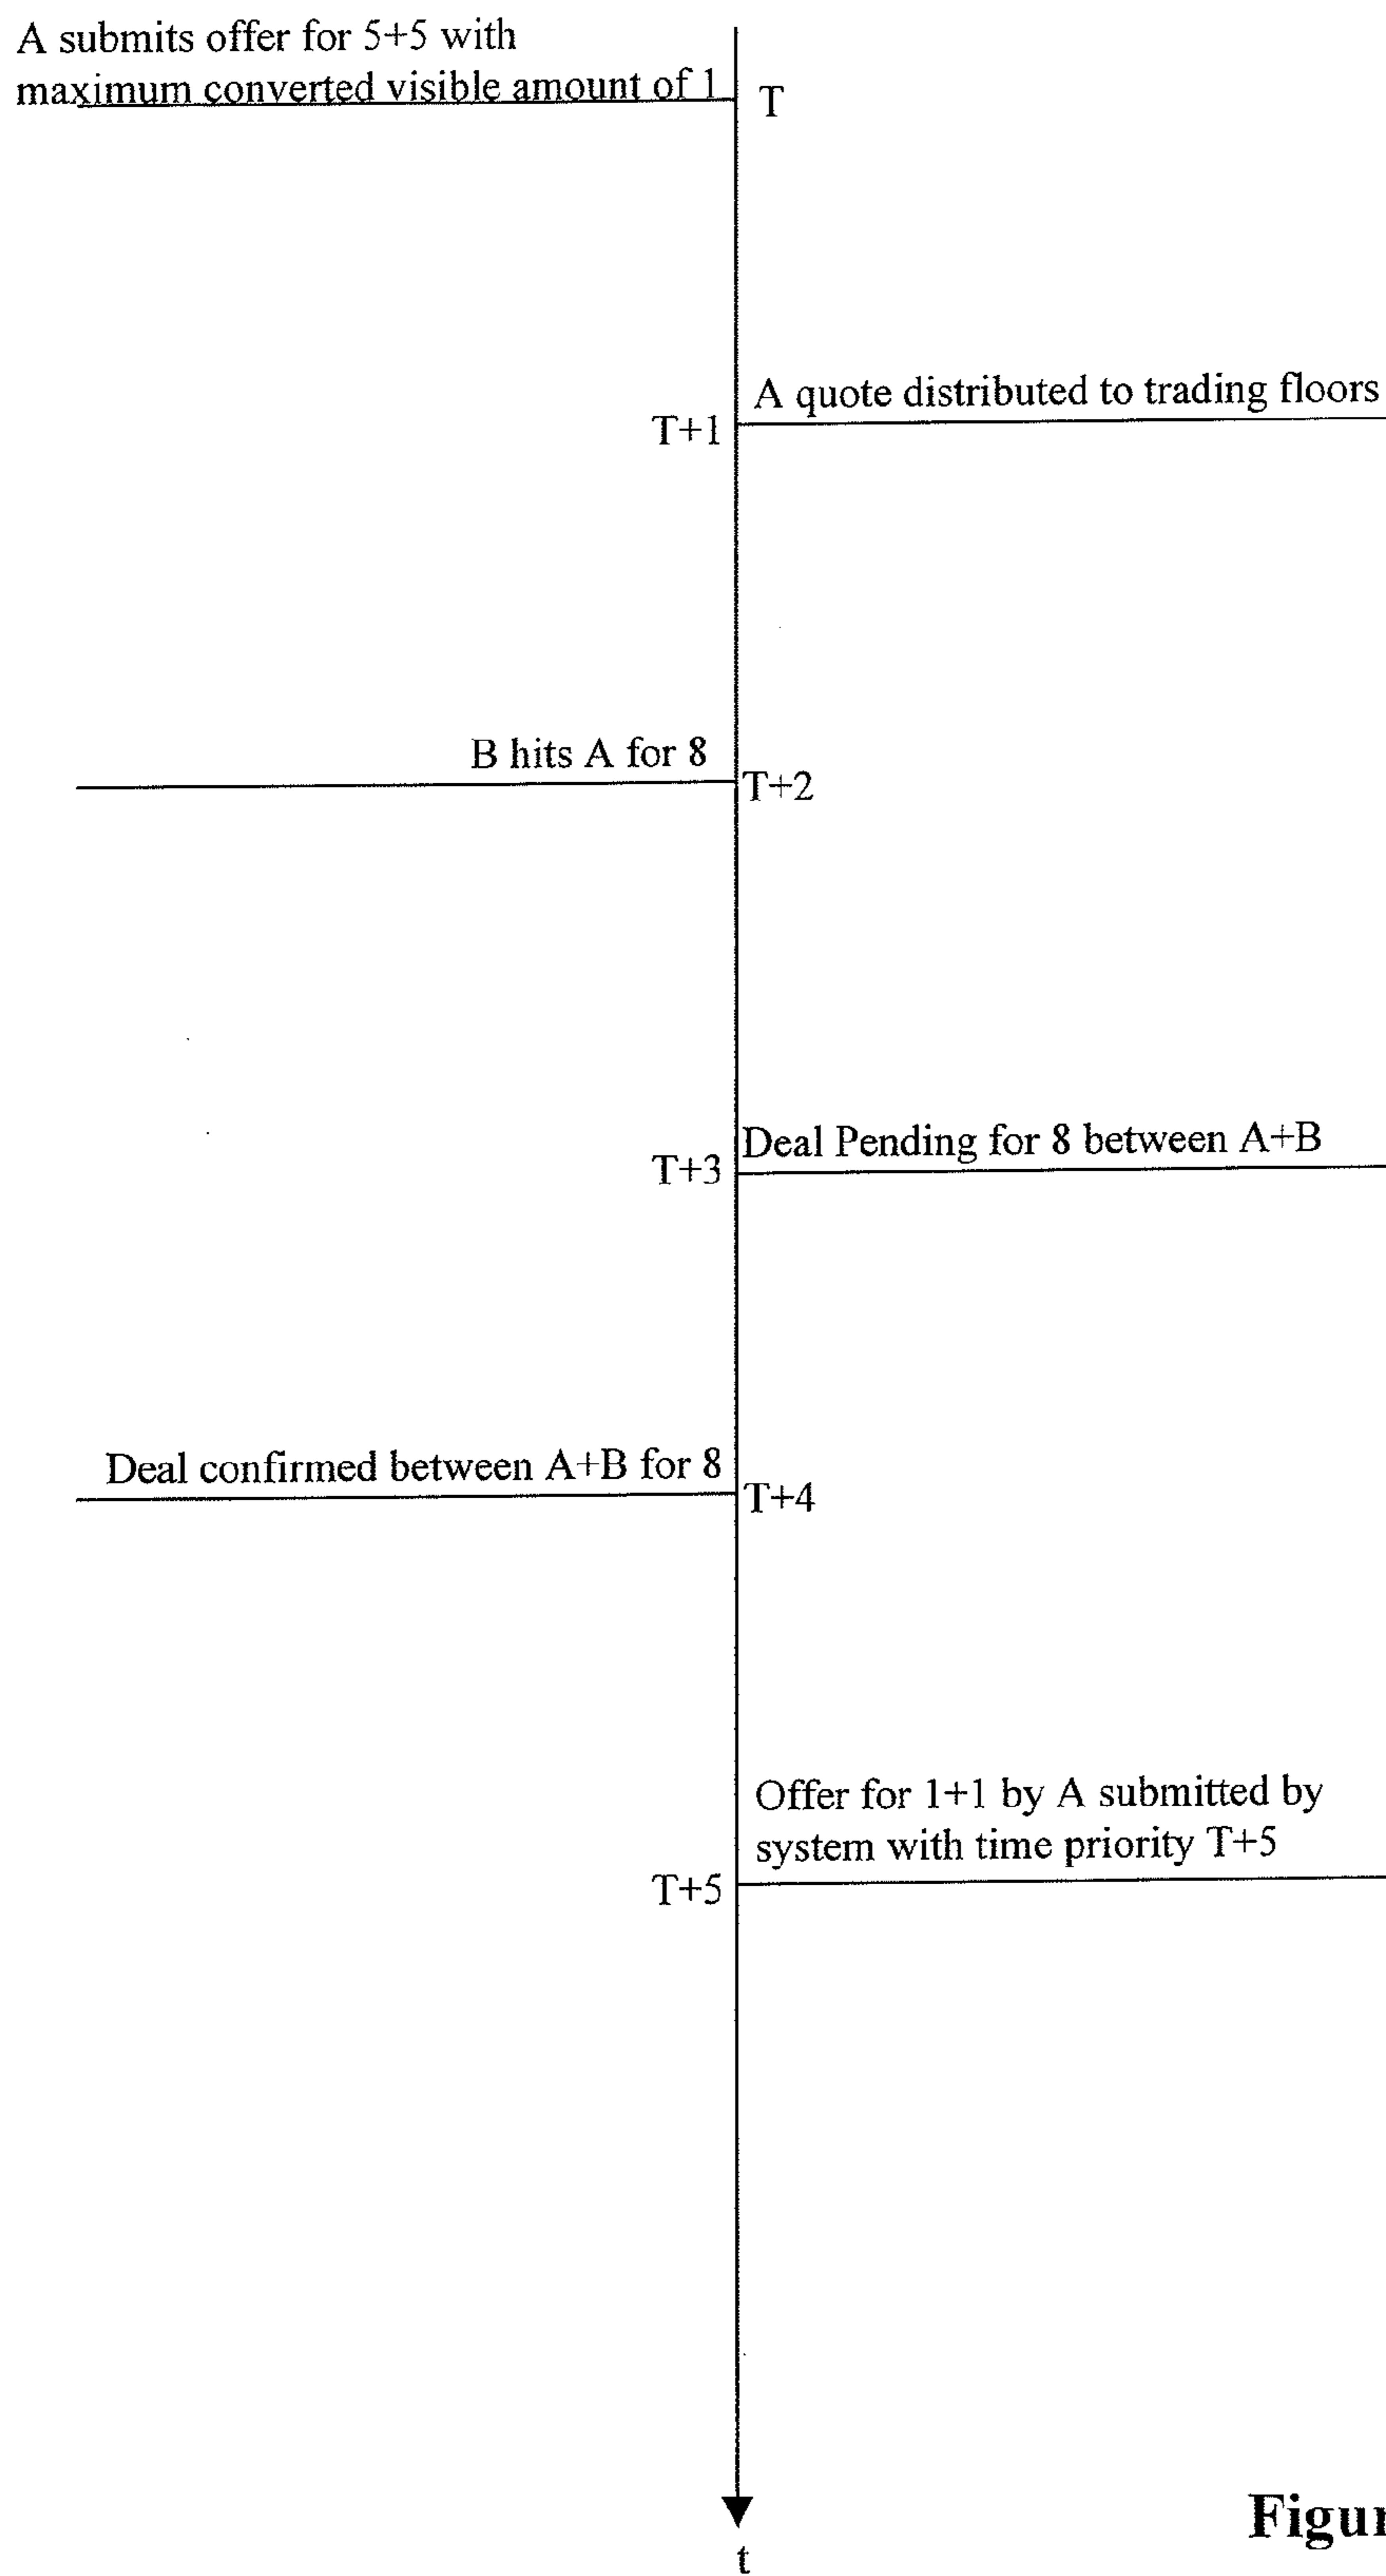 A submits offer for 5+5 with
maximum converted visible amount of 1
T
A quote distributed to trading floors
T+1
B hits A for 8
T+2
Deal Pending for 8 between A+B
T+3
Deal confirmed between A+B for 8
T+4
Offer for 1+1 by A submitted by
system with time priority T+5
T+5
t